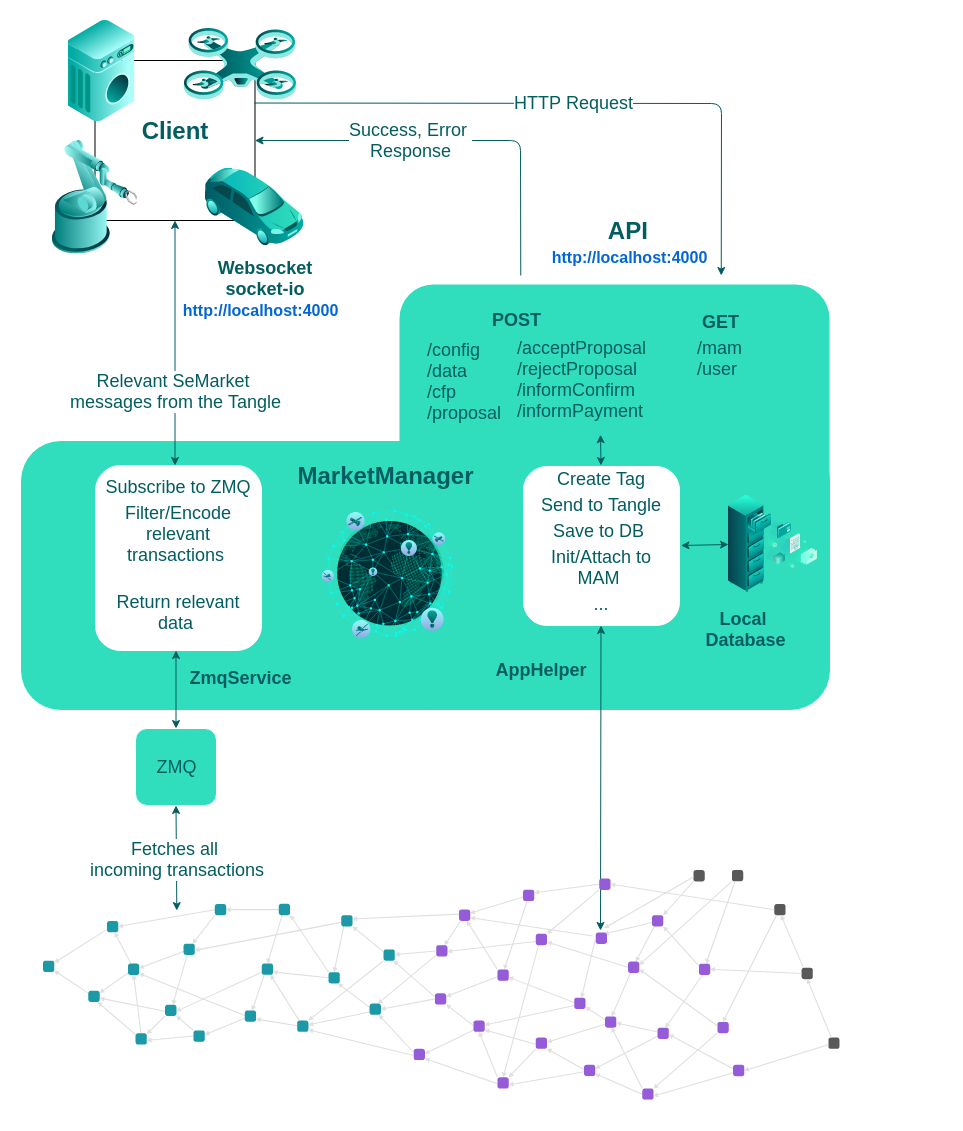 HTTP Request
Client
Success, Error
Response
API
http://localhost:4000
Websocket
socket-io
http://localhost:4000
POST
GET
/config
/data
/cfp
/proposal
/acceptProposal
/rejectProposal
/informConfirm
/informPayment
/mam
/user
Relevant SeMarket
messages from the Tangle
MarketManager
Subscribe to ZMQ
Filter/Encode
relevant
transactions
Return relevant
data
Create Tag
Send to Tangle
Save to DB
Init/Attach to
MAM
...
Local
Database
ZmqService
AppHelper
ZMQ
Fetches all
incoming transactions